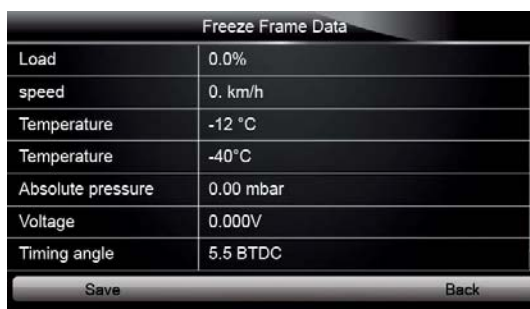 Freeze Frame Data
Load 0.0%
speed 0. km/h
Temperature -12 °C
Temperature -40°C
Absolute pressure 0.00 mbar
Voltage 0.000V
Timing angle 5.5 BTDC
Save Back